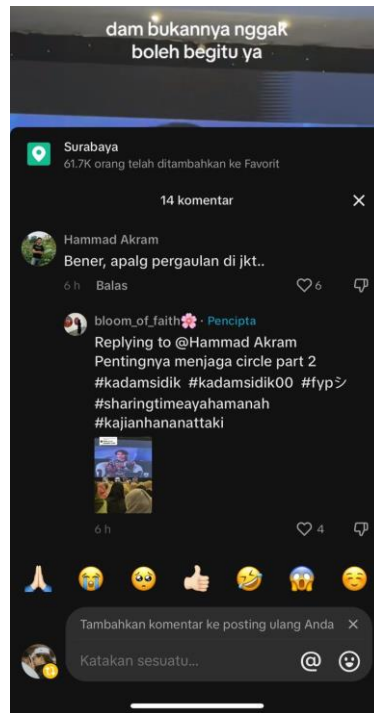 dam bukannya nggak
boleh begitu ya
Surabaya
61.7K orang telah ditambahkan ke Favorit
14 komentar
Hammad Akram
Bener, apalg pergaulan di jkt..
6 h Balas
6
bloom_of_faith🌸 · Pencipta
Replying to @Hammad Akram
Pentingnya menjaga circle part 2
#kadamsidik #kadamsidik00 #fypシ
#sharingtimeayahamanah
#kajianhananattaki
6 h
4
Tambahkan komentar ke posting ulang Anda
Katakan sesuatu...